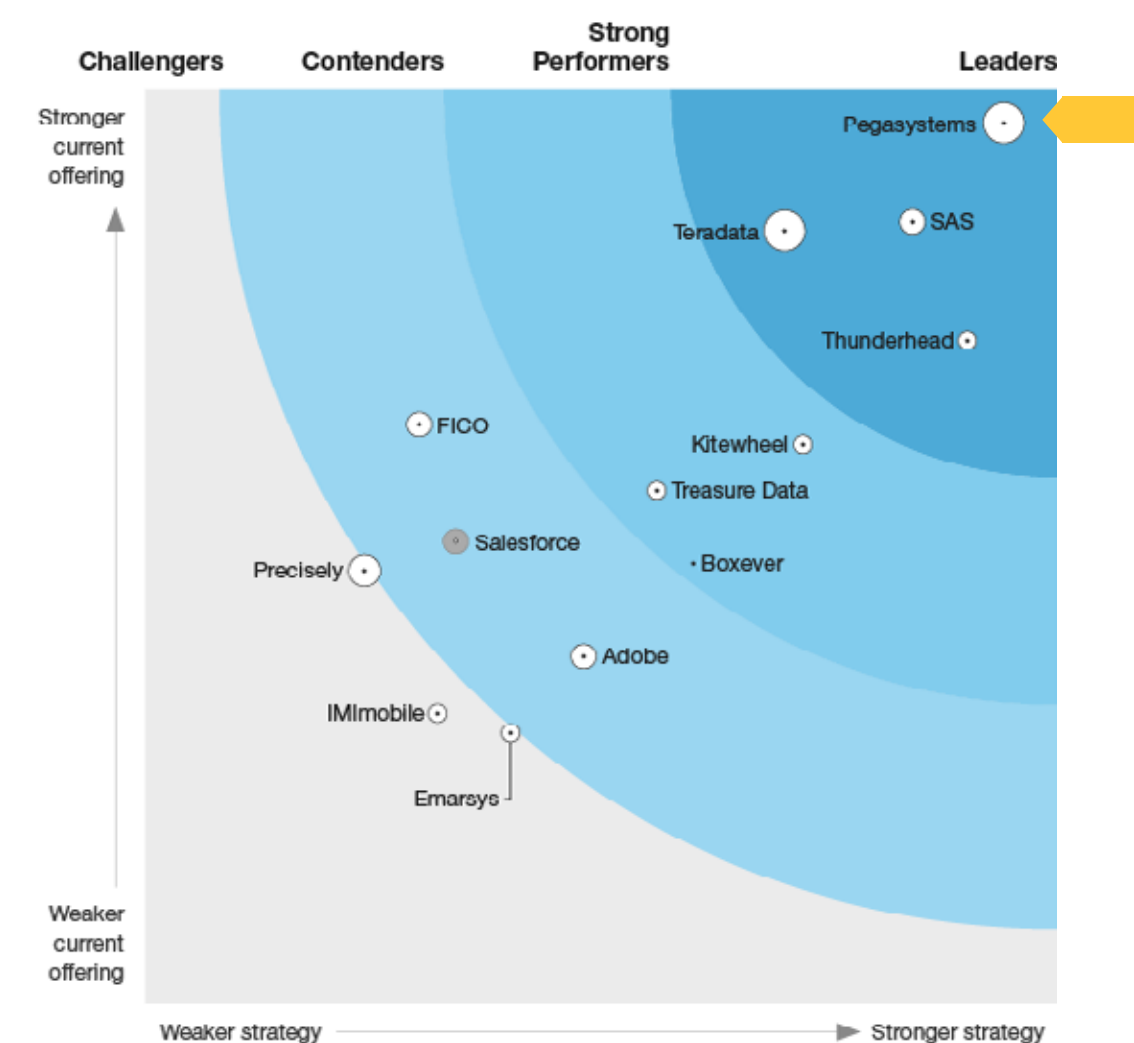 Strong
Challengers Contenders Performers Leaders
Stronger
current
offering
Pegasystems
Teradata
SAS
Thunderhead
FICO
Kitewheel
Treasure Data
Salesforce
Boxever
Precisely
Adobe
IMImobile
Emarsys
Weaker
current
offering
Weaker strategy Stronger strategy